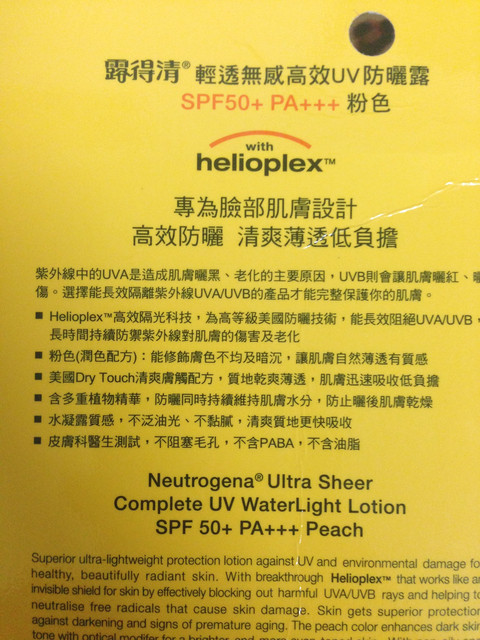 露得清® 輕透無感高效UV防曬露
SPF50+ PA+++ 粉色
with
helioplex™
專為臉部肌膚設計
高效防曬 清爽薄透低負擔
紫外線中的UVA是造成肌膚曬黑、老化的主要原因，UVB則會讓肌膚曬紅、曬
傷。選擇能長效隔離紫外線UVA/UVB的產品才能完整保護你的肌膚。
■ Helioplex™高效隔光科技，為高等級美國防曬技術，能長效阻絕UVA/UVB，
長時間持續防禦紫外線對肌膚的傷害及老化
■ 粉色(潤色配方)：能修飾膚色不均及暗沉，讓肌膚自然薄透有質感
■ 美國Dry Touch清爽膚觸配方，質地乾爽薄透，肌膚迅速吸收低負擔
■ 含多重植物精華，防曬同時持續維持肌膚水分，防止曬後肌膚乾燥
■ 水凝露質感，不泛油光、不黏膩，清爽質地更快吸收
■ 皮膚科醫生測試，不阻塞毛孔，不含PABA，不含油脂
Neutrogena® Ultra Sheer
Complete UV WaterLight Lotion
SPF 50+ PA+++ Peach
Superior ultra-lightweight protection lotion against UV and environmental damage fo
healthy, beautifully radiant skin. With breakthrough Helioplex™ that works like an
invisible shield for skin by effectively blocking out harmful UVA/UVB rays and helping to
neutralise free radicals that cause skin damage. Skin gets superior protection
against darkening and signs of premature aging. The peach color enhances dark skin
tone with optical modifer for a brighter and more even toned skin. With